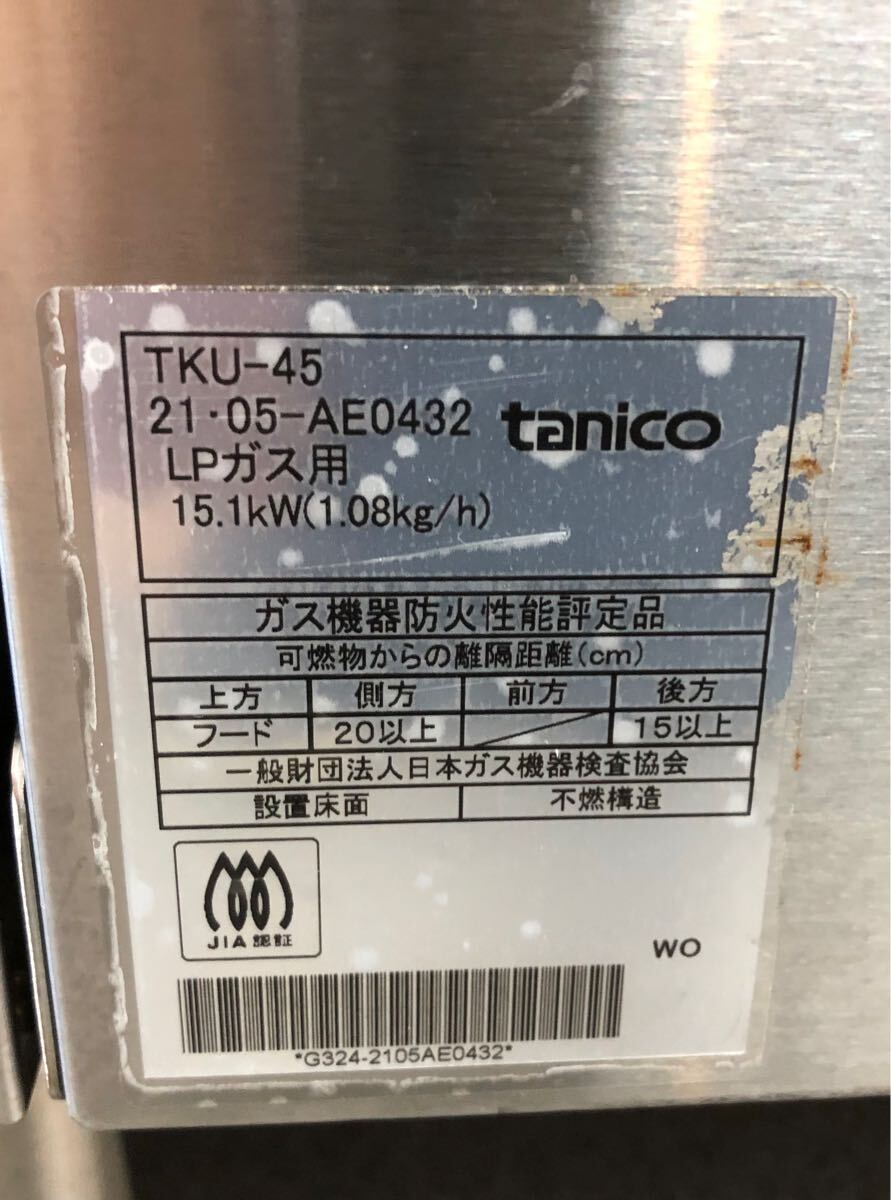 TKU-45
21・05-AE0432 tanico
LPガス用
15.1kW(1.08kg/h)
ガス機器防火性能評定品
可燃物からの離隔距離(cm)
上方 側方 前方 後方
フード 20以上 15以上
一般財団法人日本ガス機器検査協会
設置床面 不燃構造
JIA認証
WO
*G324-2105AE0432*